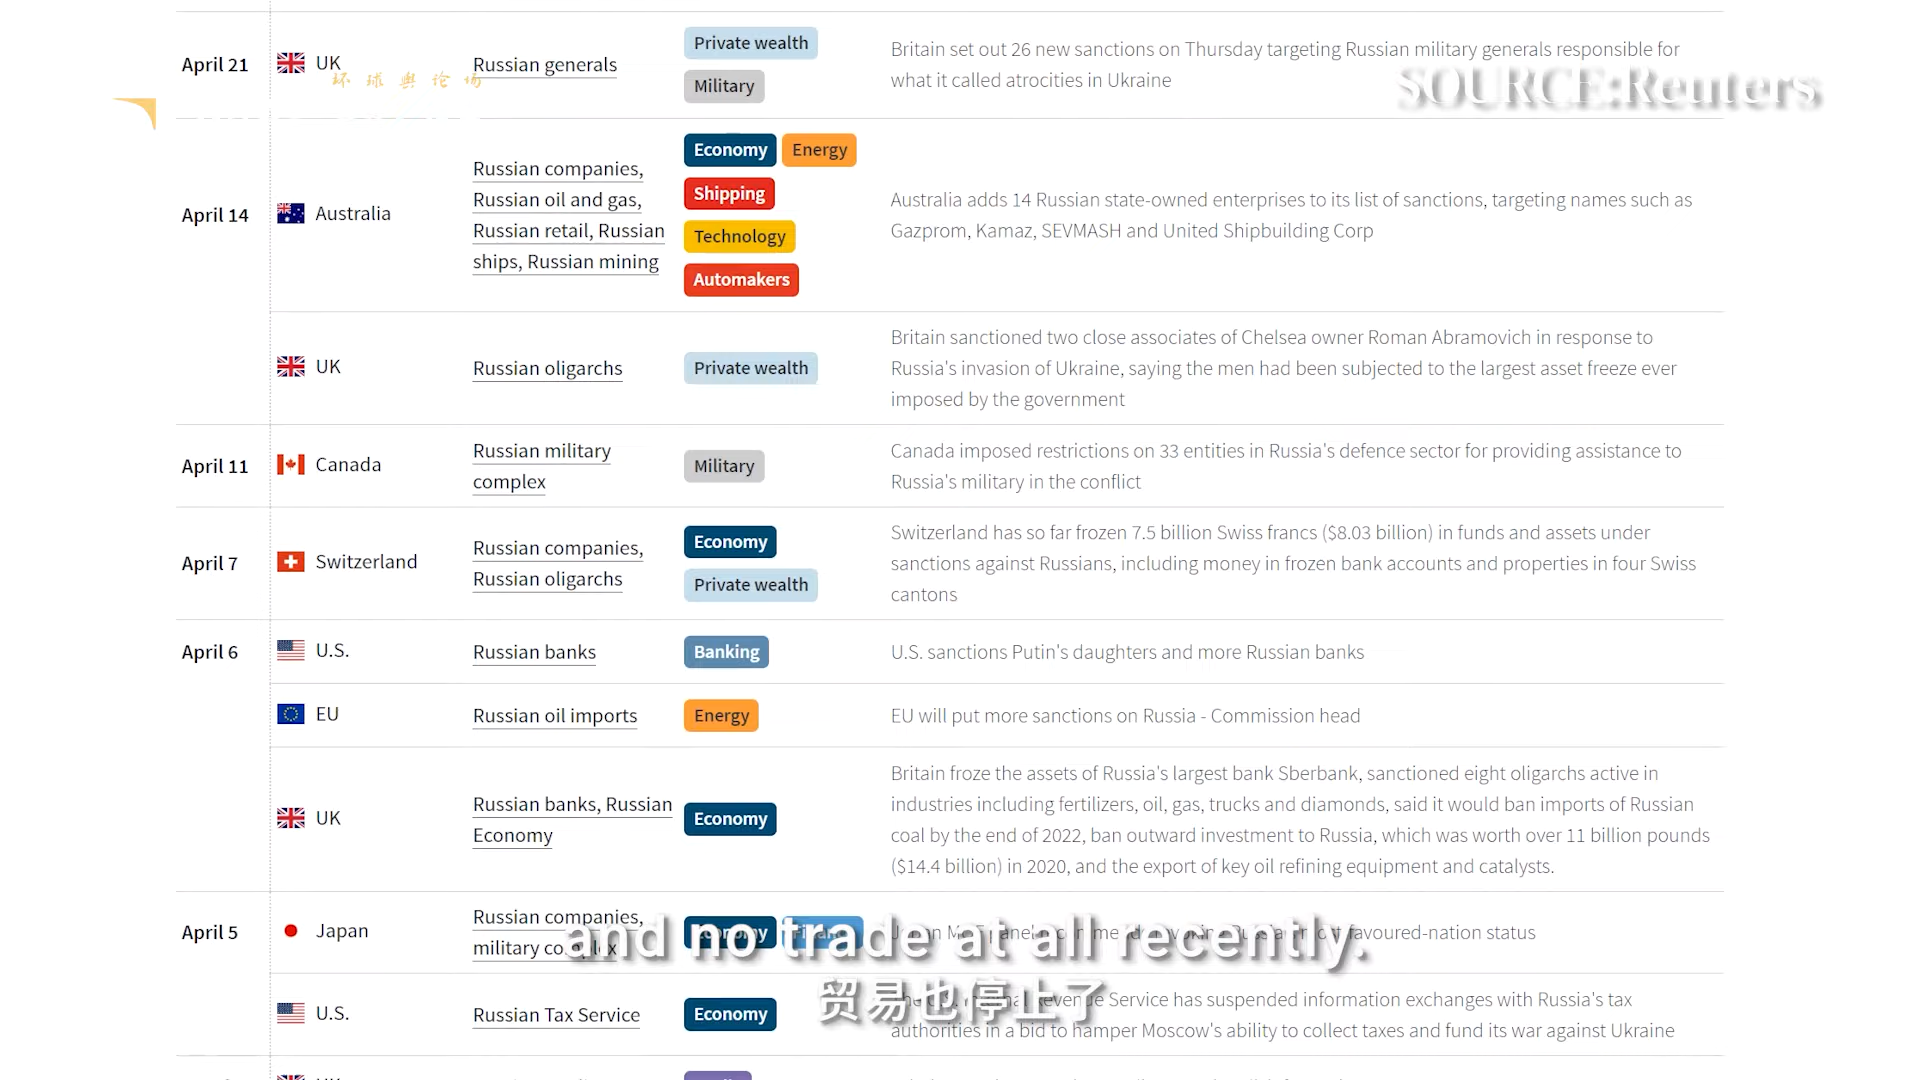 April 21
UK
Russian generals
Private wealth
Military
Britain set out 26 new sanctions on Thursday targeting Russian military generals responsible for
what it called atrocities in Ukraine
环球舆论场
SOURCE:Reuters
April 14
Australia
Russian companies,
Russian oil and gas,
Russian retail, Russian
ships, Russian mining
Economy
Energy
Shipping
Technology
Automakers
Australia adds 14 Russian state-owned enterprises to its list of sanctions, targeting names such as
Gazprom, Kamaz, SEVMASH and United Shipbuilding Corp
UK
Russian oligarchs
Private wealth
Britain sanctioned two close associates of Chelsea owner Roman Abramovich in response to
Russia's invasion of Ukraine, saying the men had been subjected to the largest asset freeze ever
imposed by the government
April 11
Canada
Russian military
complex
Military
Canada imposed restrictions on 33 entities in Russia's defence sector for providing assistance to
Russia's military in the conflict
April 7
Switzerland
Russian companies,
Russian oligarchs
Economy
Private wealth
Switzerland has so far frozen 7.5 billion Swiss francs ($8.03 billion) in funds and assets under
sanctions against Russians, including money in frozen bank accounts and properties in four Swiss
cantons
April 6
U.S.
Russian banks
Banking
U.S. sanctions Putin's daughters and more Russian banks
EU
Russian oil imports
Energy
EU will put more sanctions on Russia - Commission head
UK
Russian banks, Russian
Economy
Economy
Britain froze the assets of Russia's largest bank Sberbank, sanctioned eight oligarchs active in
industries including fertilizers, oil, gas, trucks and diamonds, said it would ban imports of Russian
coal by the end of 2022, ban outward investment to Russia, which was worth over 11 billion pounds
($14.4 billion) in 2020, and the export of key oil refining equipment and catalysts.
April 5
Japan
Russian companies,
military complex
Economy
favoured-nation status
and no trade at all recently.
贸易也停止了
U.S.
Russian Tax Service
Economy
Revenue Service has suspended information exchanges with Russia's tax
authorities in a bid to hamper Moscow's ability to collect taxes and fund its war against Ukraine